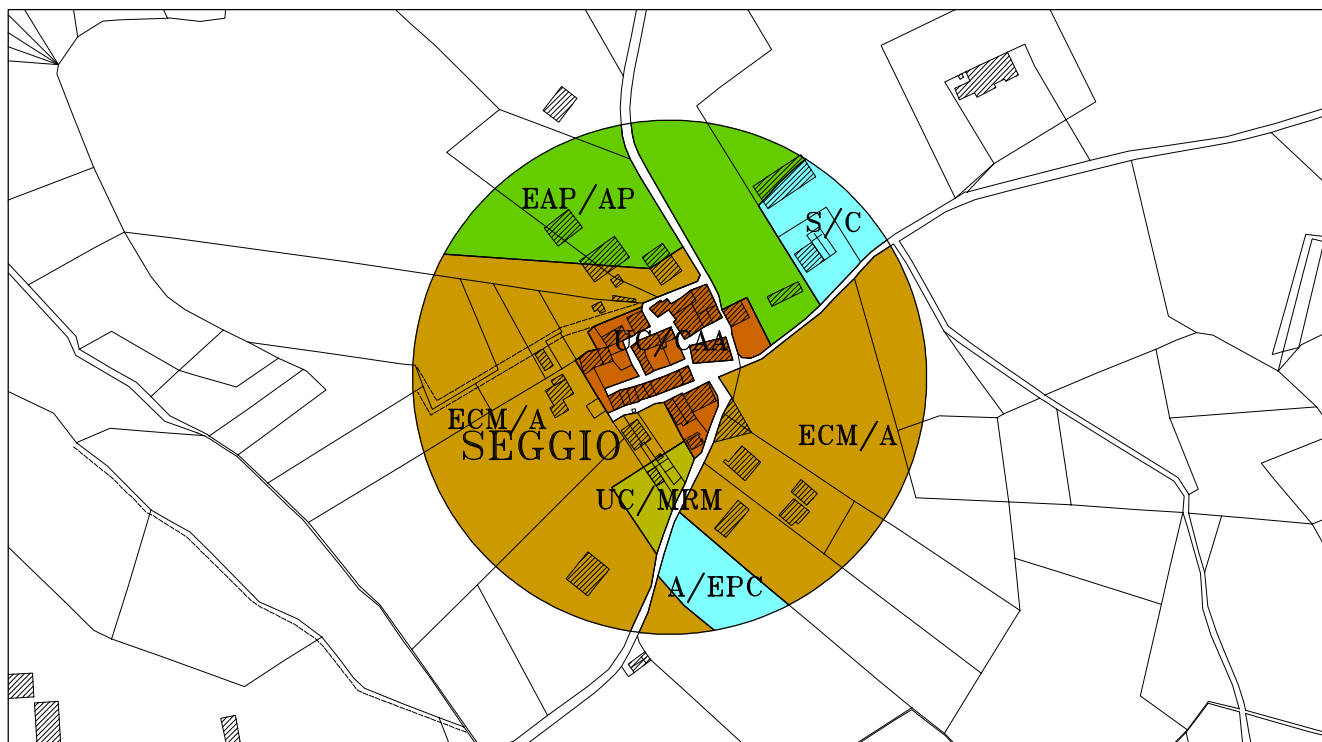 EAP/AP
S/C
UC/CAA
ECM/A
SEGGIO
ECM/A
UC/MRM
A/EPC